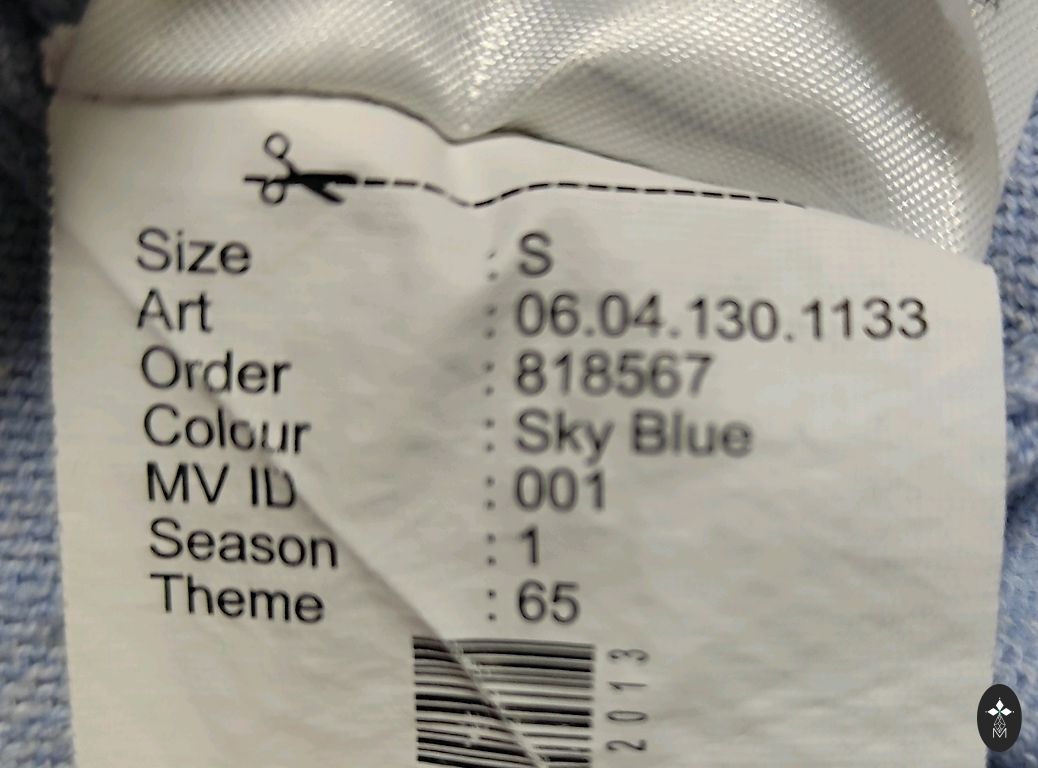 Size : S
Art : 06.04.130.1133
Order : 818567
Colour : Sky Blue
MV ID : 001
Season : 1
Theme : 65
2013
M